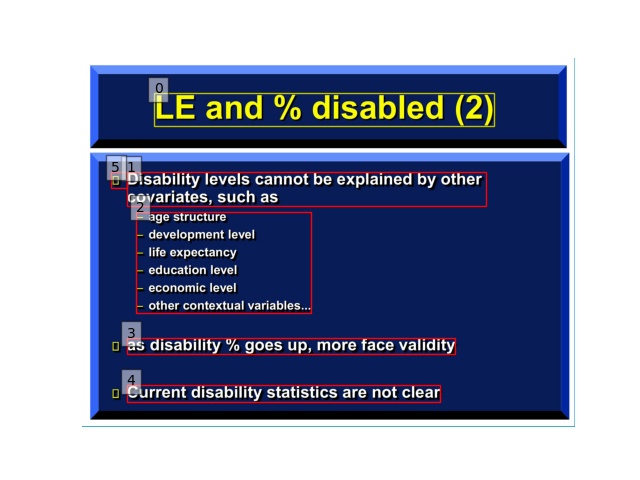 LE and % disabled (2)
Disability levels cannot be explained by other
covariates, such as
– age structure
– development level
– life expectancy
– education level
– economic level
– other contextual variables...
as disability % goes up, more face validity
Current disability statistics are not clear
0
5
1
2
3
4